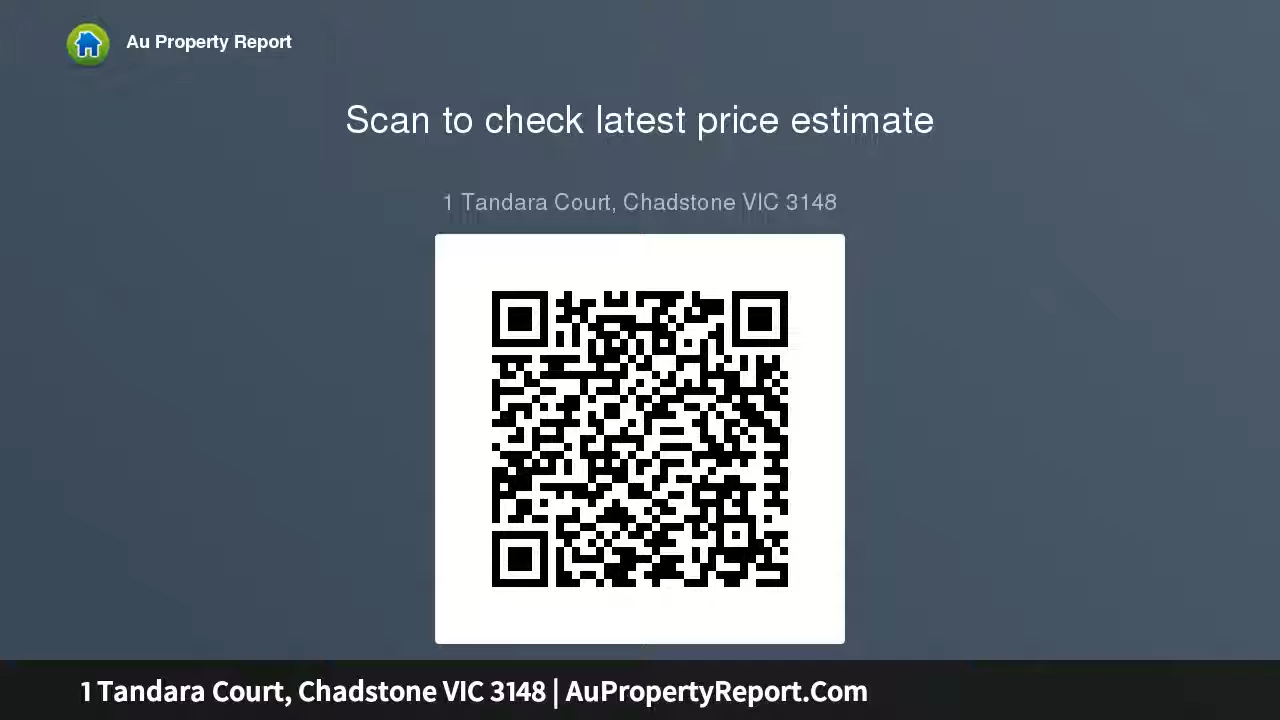 Au Property Report
Scan to check latest price estimate
1 Tandara Court, Chadstone VIC 3148
1 Tandara Court, Chadstone VIC 3148 | AuPropertyReport.Com